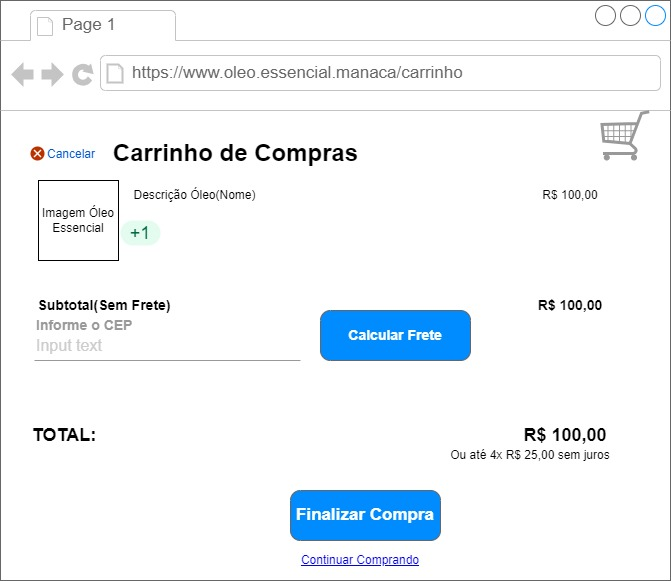 Page 1
https://www.oleo.essencial.manaca/carrinho
Cancelar
Carrinho de Compras
Imagem Óleo
Essencial
Descrição Óleo(Nome)
R$ 100,00
+1
Subtotal(Sem Frete)
R$ 100,00
Informe o CEP
Input text
Calcular Frete
TOTAL:
R$ 100,00
Ou até 4x R$ 25,00 sem juros
Finalizar Compra
Continuar Comprando